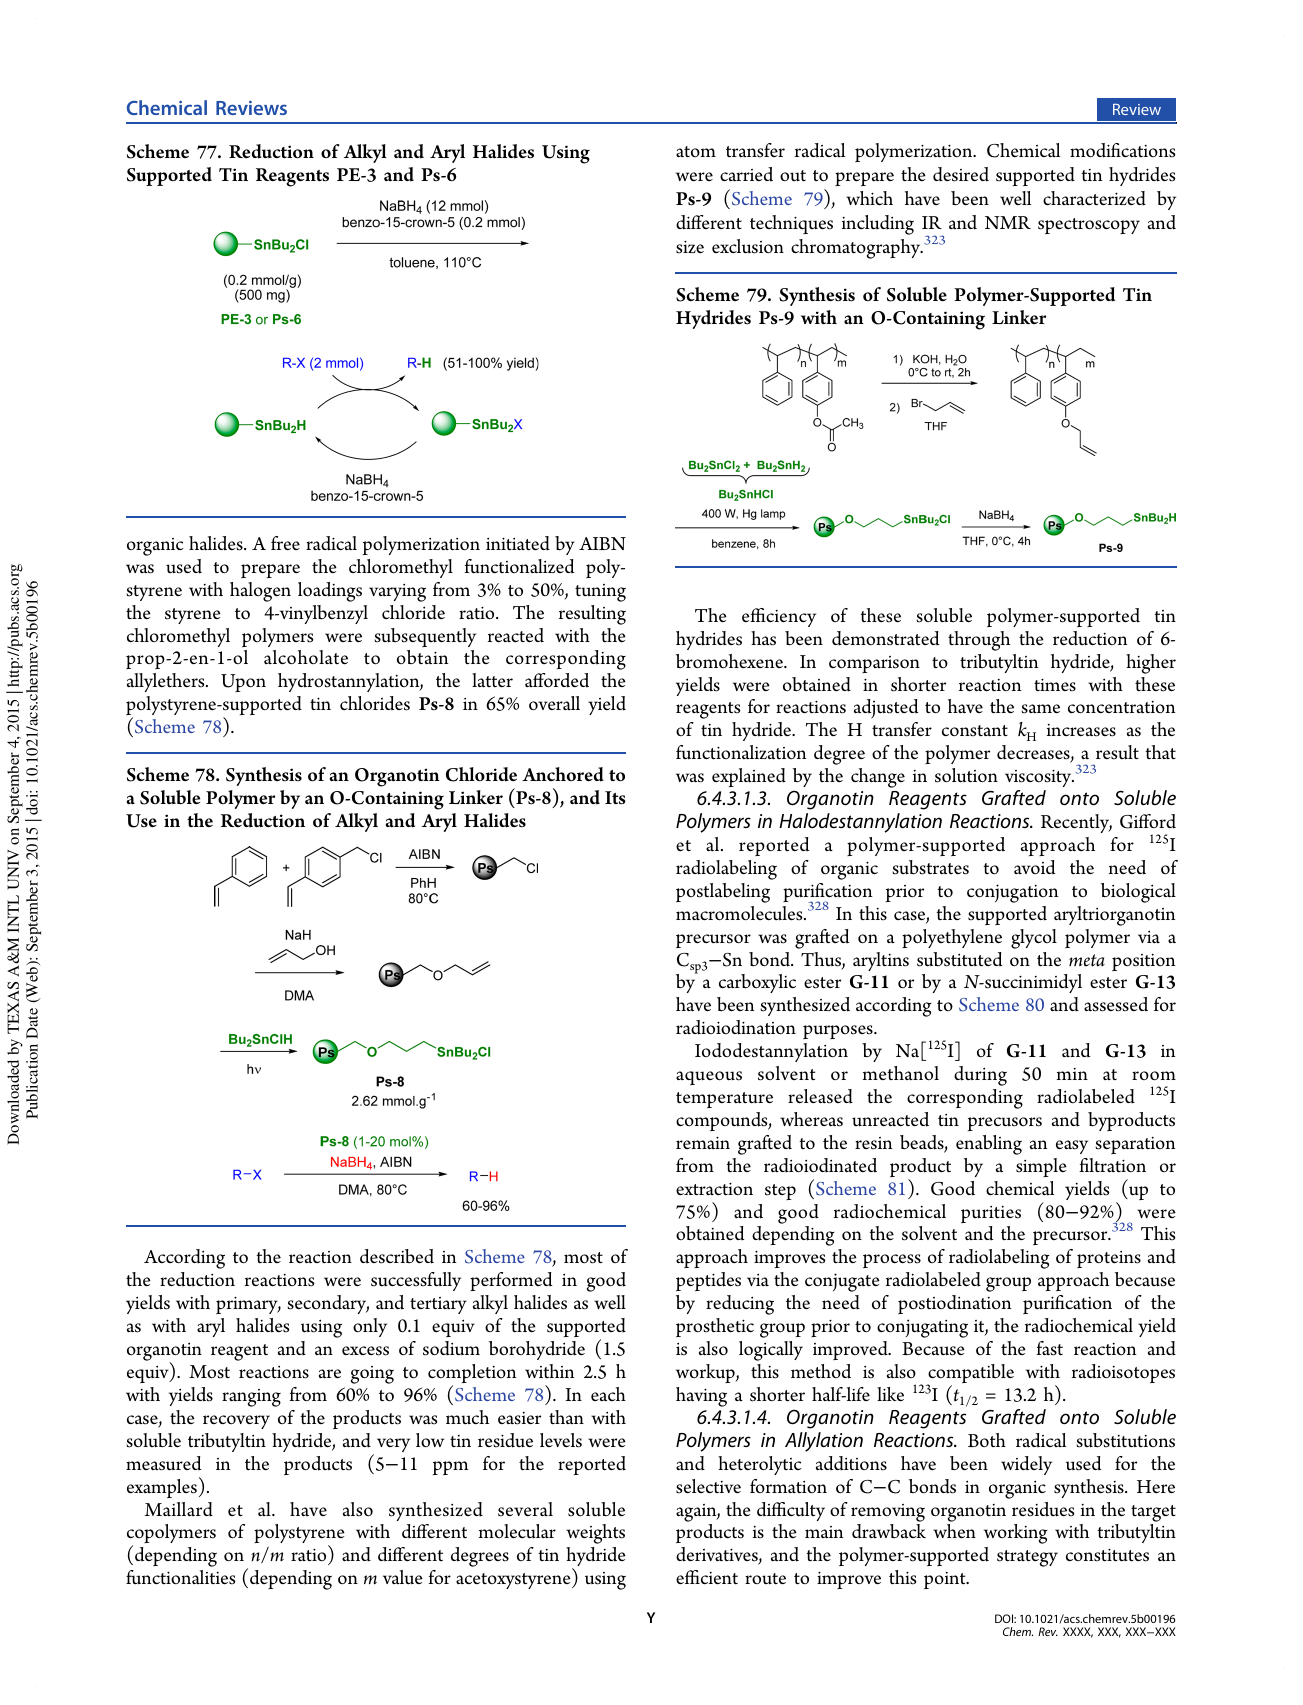 Chemical Reviews
Review
Scheme 77. Reduction of Alkyl and Aryl Halides Using
Supported Tin Reagents PE-3 and Ps-6
NaBH4 (12 mmol)
benzo-15-crown-5 (0.2 mmol)
SnBu2Cl
toluene, 110°C
(0.2 mmol/g)
(500 mg)
PE-3 or Ps-6
R-X (2 mmol)
R-H (51-100% yield)
SnBu2H
SnBu2X
NaBH4
benzo-15-crown-5
organic halides. A free radical polymerization initiated by AIBN
was used to prepare the chloromethyl functionalized poly-
styrene with halogen loadings varying from 3% to 50%, tuning
the styrene to 4-vinylbenzyl chloride ratio. The resulting
chloromethyl polymers were subsequently reacted with the
prop-2-en-1-ol alcoholate to obtain the corresponding
allylethers. Upon hydrostannylation, the latter afforded the
polystyrene-supported tin chlorides Ps-8 in 65% overall yield
(Scheme 78).
Scheme 78. Synthesis of an Organotin Chloride Anchored to
a Soluble Polymer by an O-Containing Linker (Ps-8), and Its
Use in the Reduction of Alkyl and Aryl Halides
+
Cl
AIBN
PhH
80°C
Ps
Cl
NaH
OH
DMA
Ps
O
Bu2SnClH
hν
Ps
O
SnBu2Cl
Ps-8
2.62 mmol.g-1
Ps-8 (1-20 mol%)
NaBH4, AIBN
R-X
R-H
DMA, 80°C
60-96%
According to the reaction described in Scheme 78, most of
the reduction reactions were successfully performed in good
yields with primary, secondary, and tertiary alkyl halides as well
as with aryl halides using only 0.1 equiv of the supported
organotin reagent and an excess of sodium borohydride (1.5
equiv). Most reactions are going to completion within 2.5 h
with yields ranging from 60% to 96% (Scheme 78). In each
case, the recovery of the products was much easier than with
soluble tributyltin hydride, and very low tin residue levels were
measured in the products (5−11 ppm for the reported
examples).
Maillard et al. have also synthesized several soluble
copolymers of polystyrene with different molecular weights
(depending on n/m ratio) and different degrees of tin hydride
functionalities (depending on m value for acetoxystyrene) using
atom transfer radical polymerization. Chemical modifications
were carried out to prepare the desired supported tin hydrides
Ps-9 (Scheme 79), which have been well characterized by
different techniques including IR and NMR spectroscopy and
size exclusion chromatography.323
Scheme 79. Synthesis of Soluble Polymer-Supported Tin
Hydrides Ps-9 with an O-Containing Linker
n
m
O
CH3
O
1) KOH, H2O
0°C to rt, 2h
2) Br
THF
n
m
O
Bu2SnCl2 + Bu2SnH2
Bu2SnHCl
400 W, Hg lamp
benzene, 8h
Ps
O
SnBu2Cl
NaBH4
THF, 0°C, 4h
Ps
O
SnBu2H
Ps-9
The efficiency of these soluble polymer-supported tin
hydrides has been demonstrated through the reduction of 6-
bromohexene. In comparison to tributyltin hydride, higher
yields were obtained in shorter reaction times with these
reagents for reactions adjusted to have the same concentration
of tin hydride. The H transfer constant kH increases as the
functionalization degree of the polymer decreases, a result that
was explained by the change in solution viscosity.323
6.4.3.1.3. Organotin Reagents Grafted onto Soluble
Polymers in Halodestannylation Reactions. Recently, Gifford
et al. reported a polymer-supported approach for 125I
radiolabeling of organic substrates to avoid the need of
postlabeling purification prior to conjugation to biological
macromolecules.328 In this case, the supported aryltriorganotin
precursor was grafted on a polyethylene glycol polymer via a
Csp3−Sn bond. Thus, aryltins substituted on the meta position
by a carboxylic ester G-11 or by a N-succinimidyl ester G-13
have been synthesized according to Scheme 80 and assessed for
radioiodination purposes.
Iododestannylation by Na[125I] of G-11 and G-13 in
aqueous solvent or methanol during 50 min at room
temperature released the corresponding radiolabeled 125I
compounds, whereas unreacted tin precusors and byproducts
remain grafted to the resin beads, enabling an easy separation
from the radioiodinated product by a simple filtration or
extraction step (Scheme 81). Good chemical yields (up to
75%) and good radiochemical purities (80−92%) were
obtained depending on the solvent and the precursor.328 This
approach improves the process of radiolabeling of proteins and
peptides via the conjugate radiolabeled group approach because
by reducing the need of postiodination purification of the
prosthetic group prior to conjugating it, the radiochemical yield
is also logically improved. Because of the fast reaction and
workup, this method is also compatible with radioisotopes
having a shorter half-life like 123I (t1/2 = 13.2 h).
6.4.3.1.4. Organotin Reagents Grafted onto Soluble
Polymers in Allylation Reactions. Both radical substitutions
and heterolytic additions have been widely used for the
selective formation of C−C bonds in organic synthesis. Here
again, the difficulty of removing organotin residues in the target
products is the main drawback when working with tributyltin
derivatives, and the polymer-supported strategy constitutes an
efficient route to improve this point.
Y
DOI: 10.1021/acs.chemrev.5b00196
Chem. Rev. XXXX, XXX, XXX−XXX
Downloaded by TEXAS A&M INTL UNIV on September 4, 2015 | http://pubs.acs.org
Publication Date (Web): September 3, 2015 | doi: 10.1021/acs.chemrev.5b00196